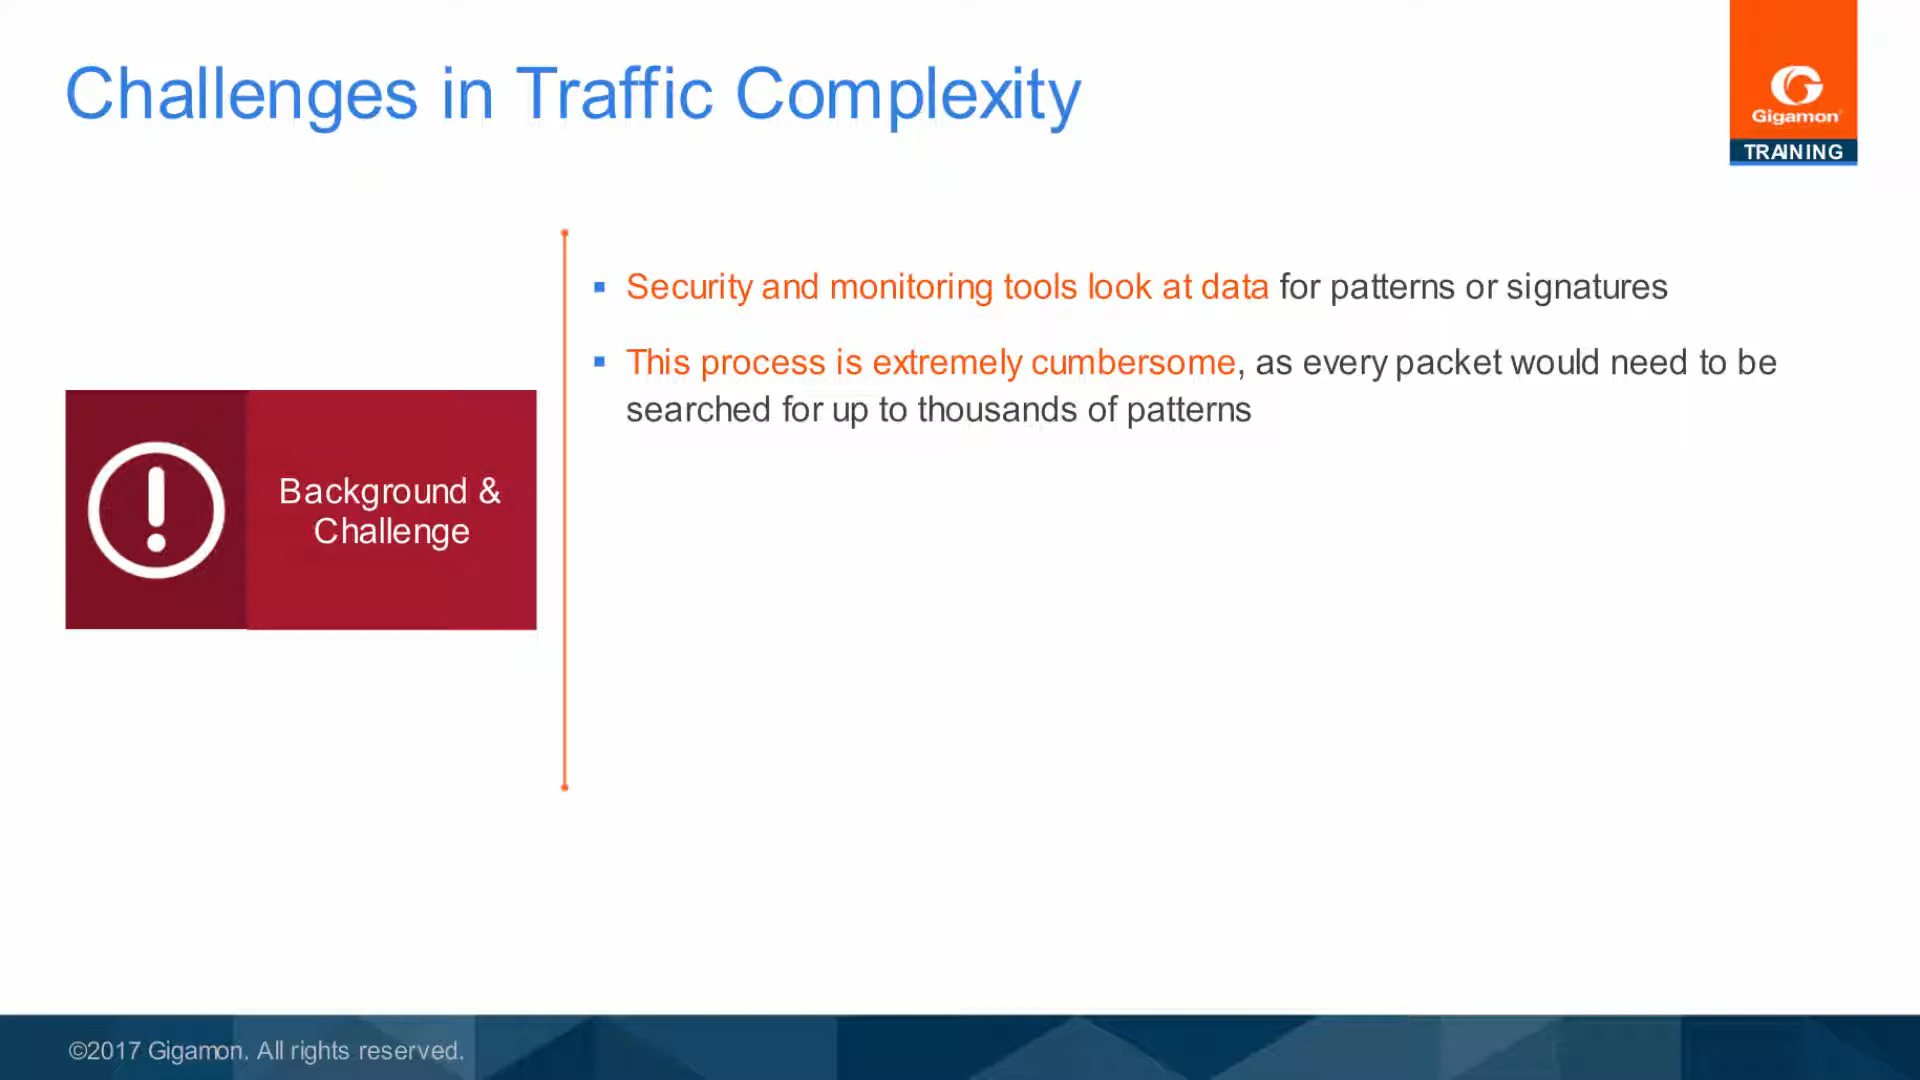 Challenges in Traffic Complexity
Gigamon
TRAINING
Security and monitoring tools look at data for patterns or signatures
This process is extremely cumbersome, as every packet would need to be
searched for up to thousands of patterns
Background &
Challenge
©2017 Gigamon. All rights reserved.